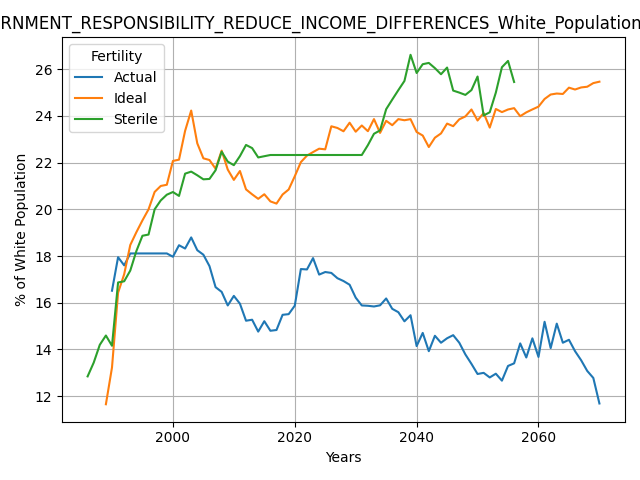 RNMENT_RESPONSIBILITY_REDUCE_INCOME_DIFFERENCES_White_Population
Fertility
Actual
Ideal
Sterile
% of White Population
26
24
22
20
18
16
14
12
2000
2020
2040
2060
Years